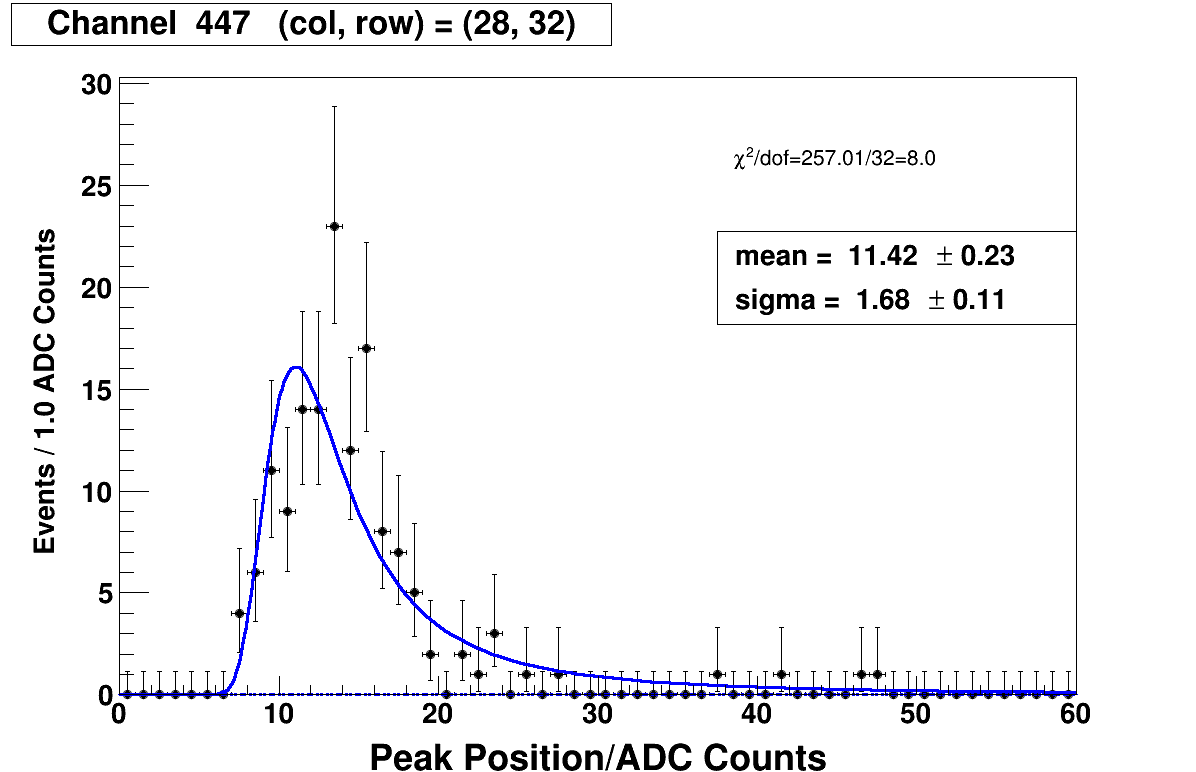 Channel 447 (col, row) = (28, 32)
30
25
20
15
10
5
0
Events / 1.0 ADC Counts
χ²/dof=257.01/32=8.0
mean = 11.42 ± 0.23
sigma = 1.68 ± 0.11
0 10 20 30 40 50 60
Peak Position/ADC Counts